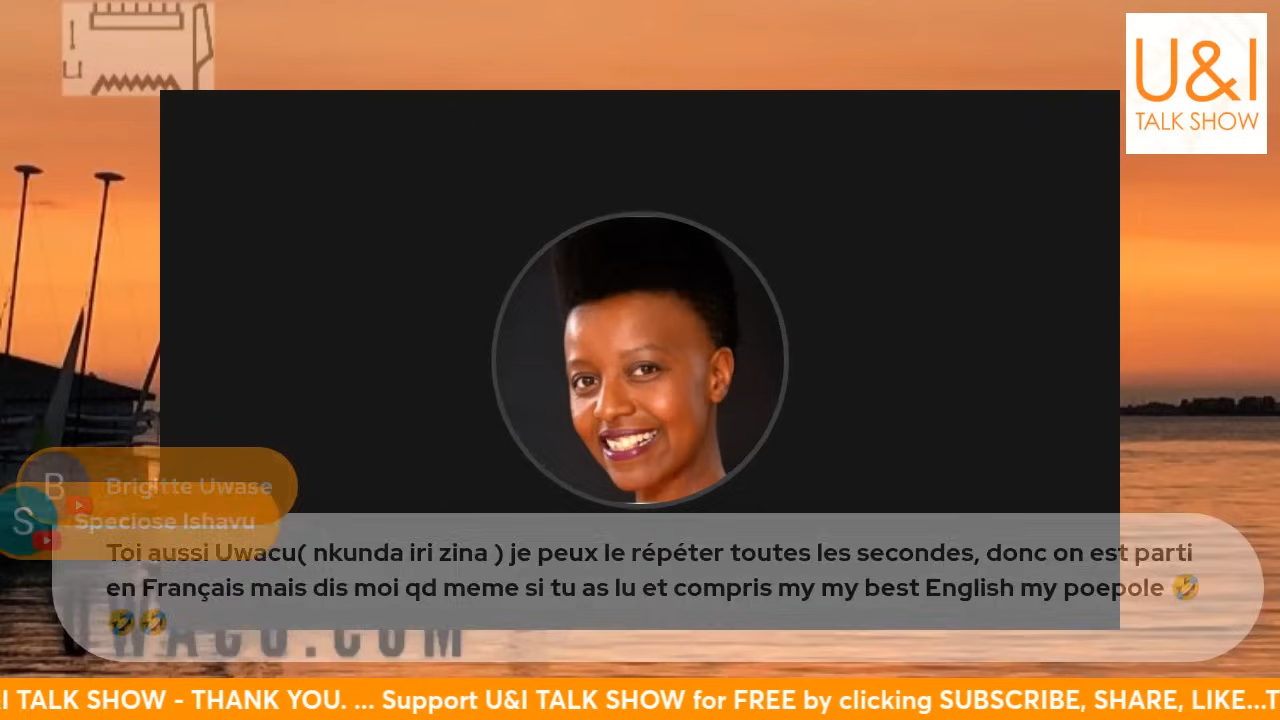 U&I
TALK SHOW
B
Brigitte Uwase
S
Speciose Ishavu
Toi aussi Uwacu( nkunda iri zina ) je peux le répéter toutes les secondes, donc on est parti
en Français mais dis moi qd meme si tu as lu et compris my my best English my poepole 🤣
🤣🤣
UWACU.COM
I TALK SHOW - THANK YOU. ... Support U&I TALK SHOW for FREE by clicking SUBSCRIBE, SHARE, LIKE...T